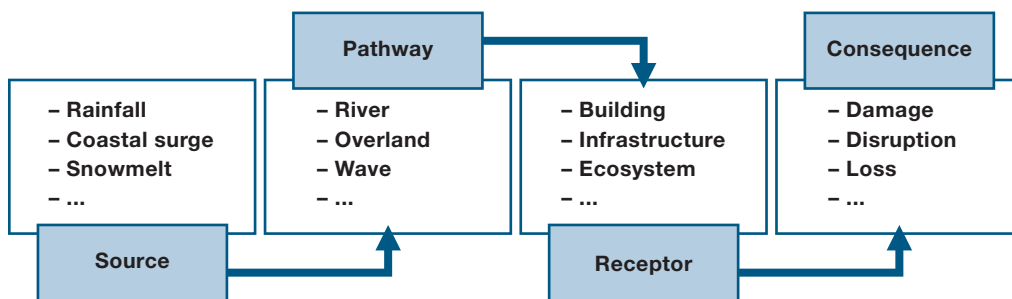 Pathway
Consequence
– Rainfall
– Coastal surge
– Snowmelt
– ...
– River
– Overland
– Wave
– ...
– Building
– Infrastructure
– Ecosystem
– ...
– Damage
– Disruption
– Loss
– ...
Source
Receptor